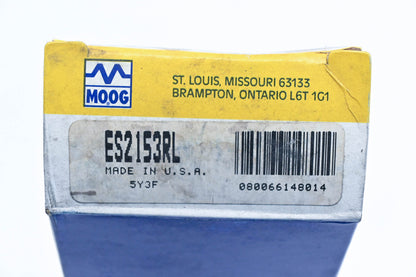 MOOG
ST. LOUIS, MISSOURI 63133
BRAMPTON, ONTARIO L6T 1G1
ES2153RL
MADE IN U.S.A.
5Y3F
080066148014